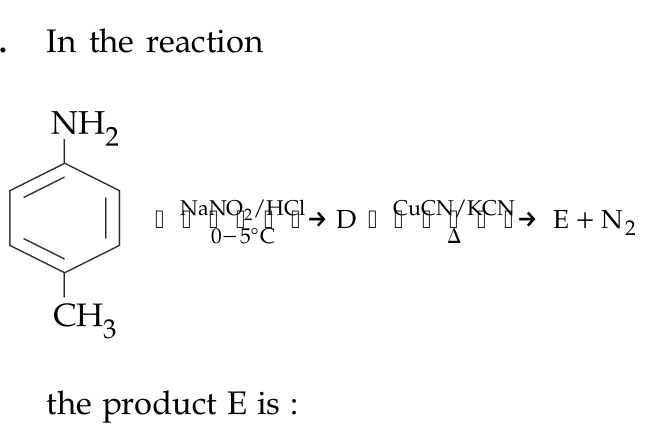 . In the reaction
NH₂
NaNO₂/HCl
0–5°C
→ D
CuCN/KCN
Δ
→ E + N₂
CH₃
the product E is :